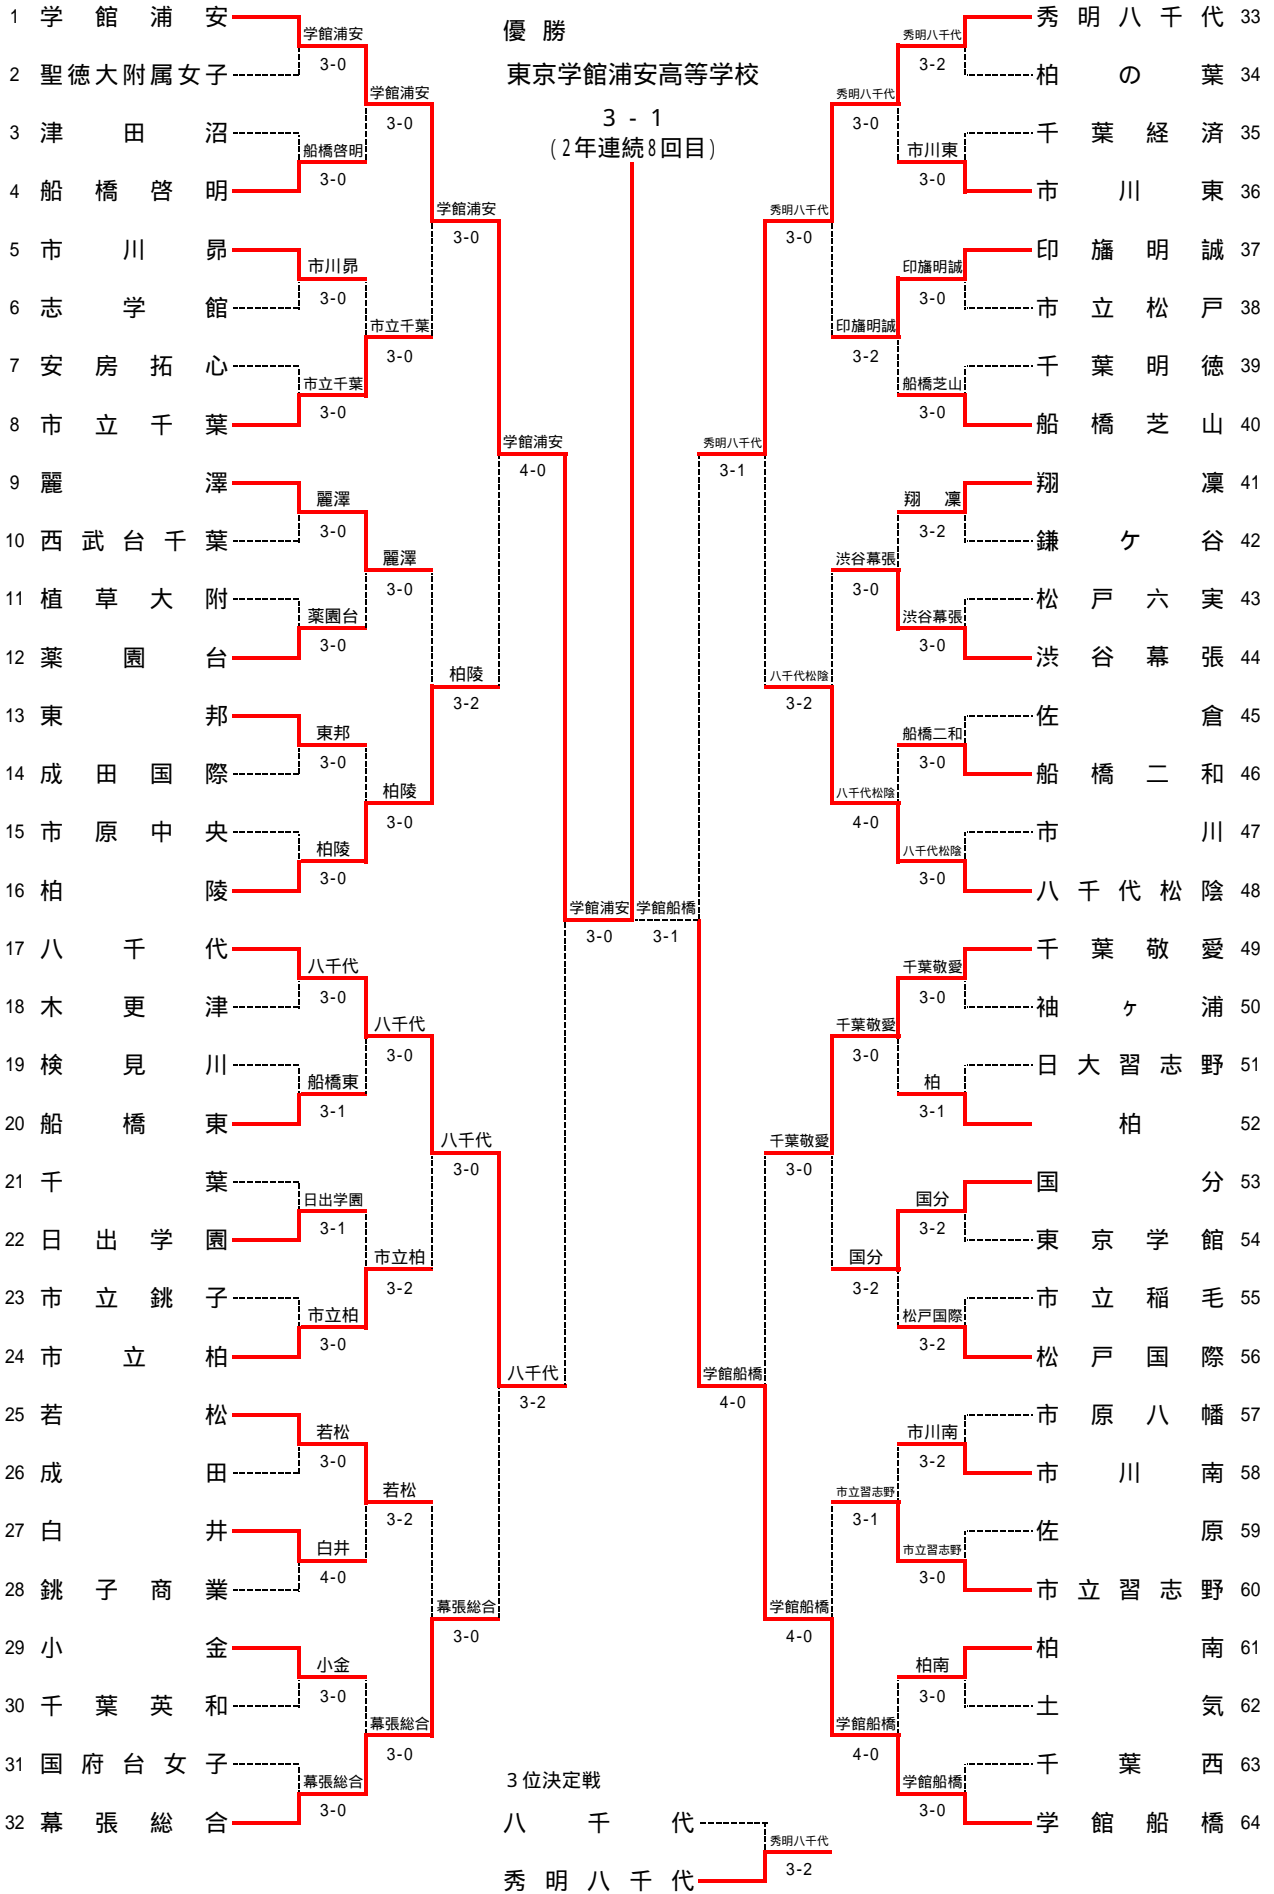 優勝
東京学館浦安高等学校
3 - 1
(2年連続8回目)
1 学館浦安
2 聖徳大附属女子
3 津田沼
4 船橋啓明
5 市川昴
6 志学館
7 安房拓心
8 市立千葉
9 麗澤
10 西武台千葉
11 植草大附
12 薬園台
13 東邦
14 成田国際
15 市原中央
16 柏陵
17 八千代
18 木更津
19 検見川
20 船橋東
21 千葉
22 日出学園
23 市立銚子
24 市立柏
25 若松
26 成田
27 白井
28 銚子商業
29 小金
30 千葉英和
31 国府台女子
32 幕張総合
学館浦安
3-0
船橋啓明
3-0
市川昴
3-0
市立千葉
3-0
麗澤
3-0
薬園台
3-0
東邦
3-0
柏陵
3-0
八千代
3-0
船橋東
3-1
日出学園
3-1
市立柏
3-0
若松
3-0
白井
4-0
小金
3-0
幕張総合
3-0
学館浦安
3-0
市立千葉
3-0
麗澤
3-0
柏陵
3-0
八千代
3-0
市立柏
3-2
若松
3-2
幕張総合
3-0
学館浦安
3-0
柏陵
3-2
八千代
3-0
幕張総合
3-0
学館浦安
4-0
八千代
3-2
学館浦安
3-0
学館船橋
3-1
秀明八千代
3-1
学館船橋
4-0
秀明八千代
3-0
八千代松陰
3-2
千葉敬愛
3-0
学館船橋
4-0
秀明八千代
3-0
印旛明誠
3-2
渋谷幕張
3-0
八千代松陰
4-0
千葉敬愛
3-0
国分
3-2
市立習志野
3-1
学館船橋
4-0
秀明八千代
3-2
市川東
3-0
印旛明誠
3-0
船橋芝山
3-0
翔凜
3-2
渋谷幕張
3-0
船橋二和
3-0
八千代松陰
3-0
千葉敬愛
3-0
柏
3-1
国分
3-2
松戸国際
3-2
市川南
3-2
市立習志野
3-0
柏南
3-0
学館船橋
3-0
秀明八千代 33
柏の葉 34
千葉経済 35
市川東 36
印旛明誠 37
市立松戸 38
千葉明徳 39
船橋芝山 40
翔凜 41
鎌ケ谷 42
松戸六実 43
渋谷幕張 44
佐倉 45
船橋二和 46
市川 47
八千代松陰 48
千葉敬愛 49
袖ヶ浦 50
日大習志野 51
柏 52
国分 53
東京学館 54
市立稲毛 55
松戸国際 56
市原八幡 57
市川南 58
佐原 59
市立習志野 60
柏南 61
土気 62
千葉西 63
学館船橋 64
3位決定戦
八千代
秀明八千代
秀明八千代
3-2